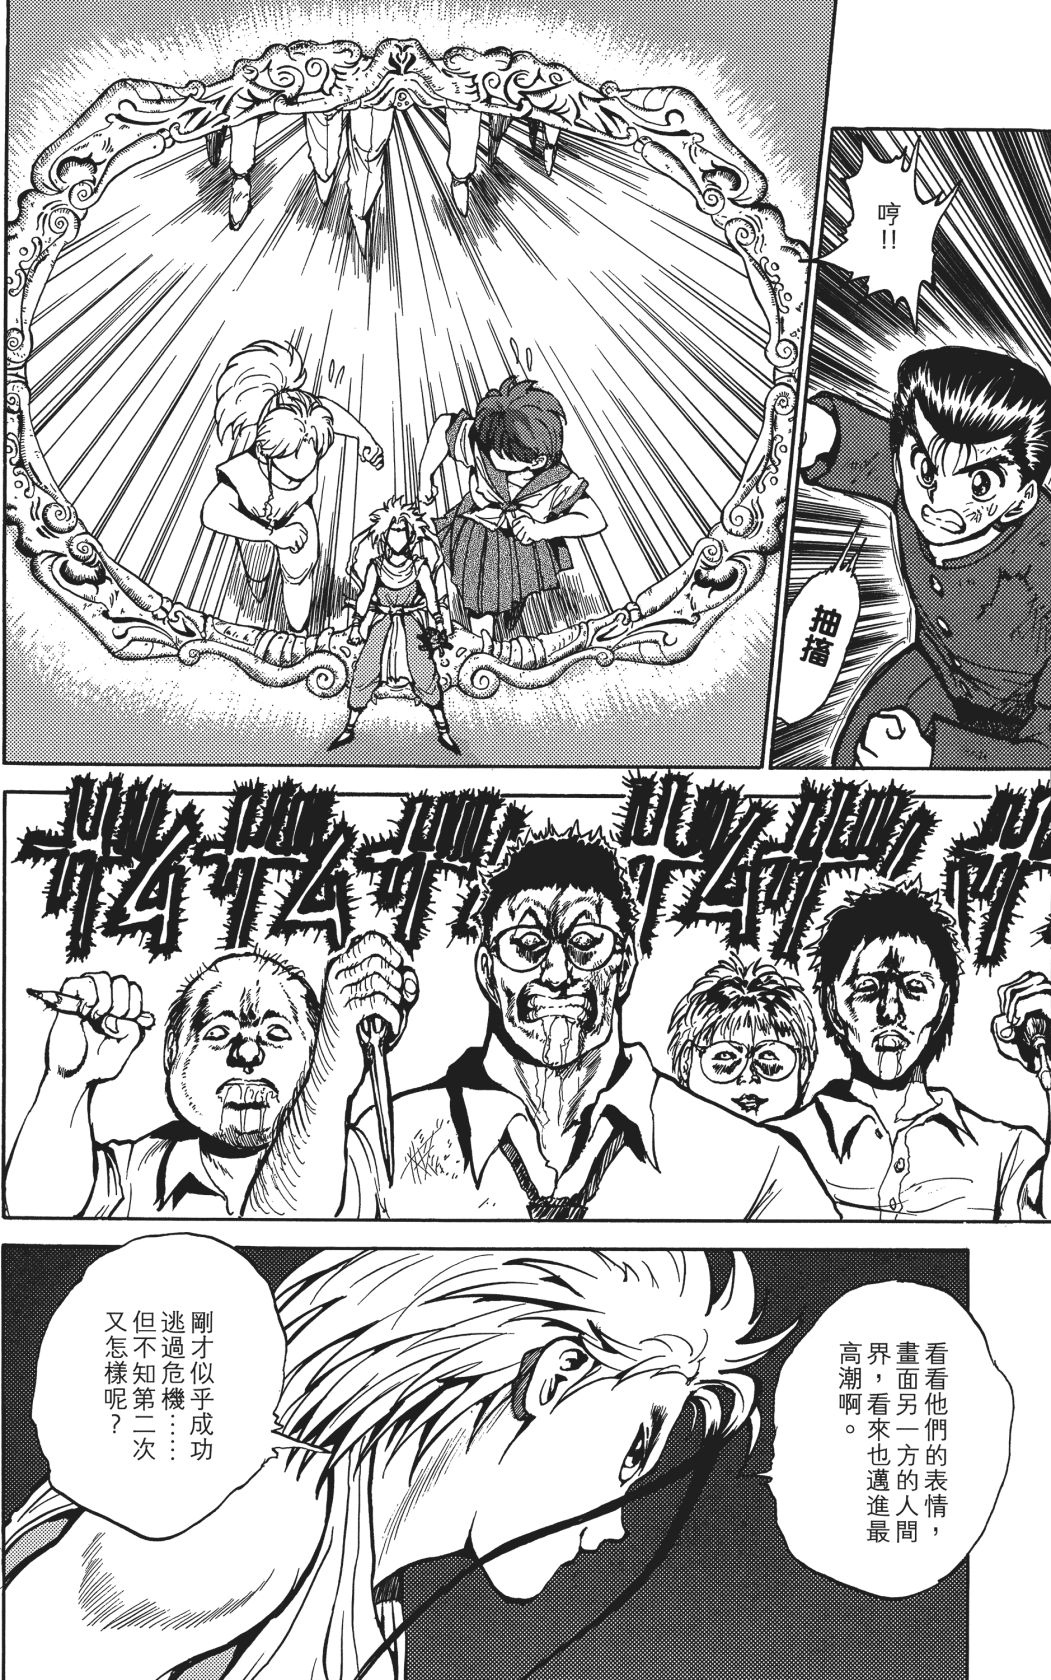 哼!!
抽搐
看看他們的表情，
畫面另一方的人間
界，看來也邁進最
高潮啊。
剛才似乎成功
逃過危機……
但不知第二次
又怎樣呢？